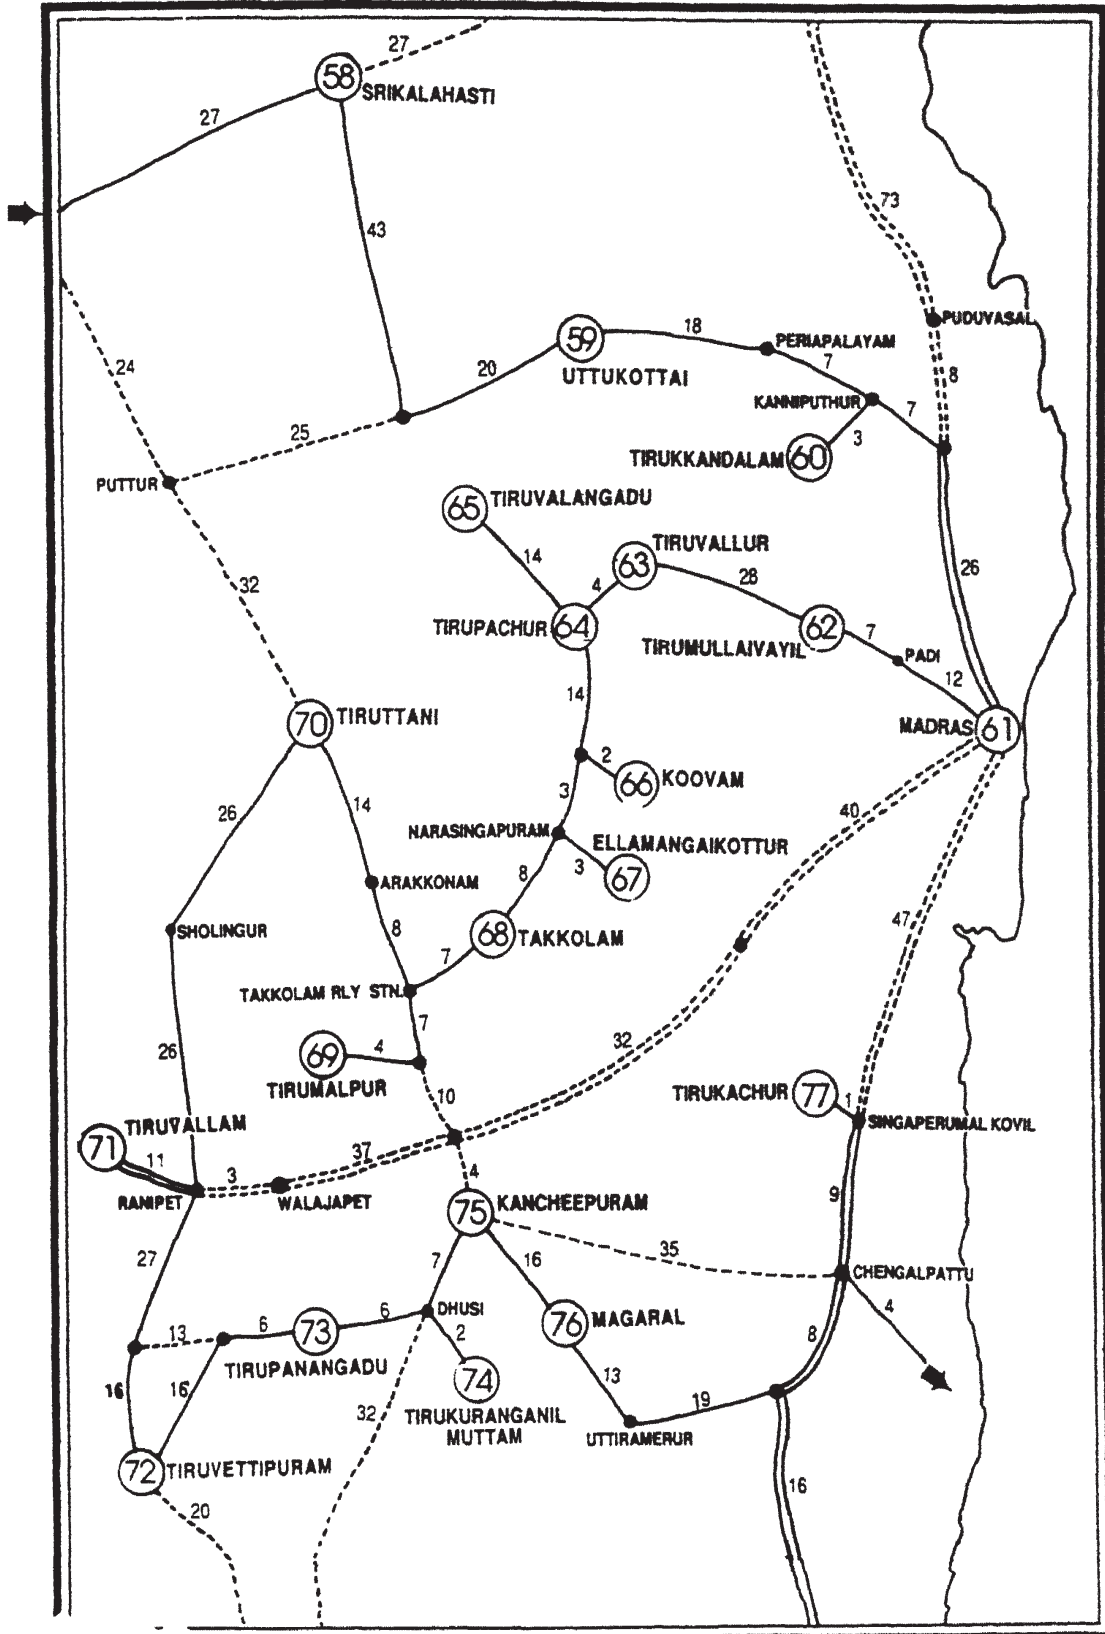 27
58
SRIKALAHASTI
27
43
73
PUDUVASAL
18
59
PERIAPALAYAM
24
20
7
8
UTTUKOTTAI
KANNIPUTHUR
7
25
3
TIRUKKANDALAM 60
PUTTUR
65 TIRUVALANGADU
TIRUVALLUR
14
63
28
26
32
4
TIRUPACHUR 64
62
7
TIRUMULLAIVAYIL
PADI
12
14
70 TIRUTTANI
MADRAS 61
2
66 KOOVAM
3
26
14
40
NARASINGAPURAM
ELLAMANGAIKOTTUR
3
67
8
ARAKKONAM
47
8
68 TAKKOLAM
SHOLINGUR
7
TAKKOLAM RLY STN.
7
32
26
69
4
TIRUMALPUR
10
TIRUKACHUR 77
1
SINGAPERUMAL KOVIL
TIRUVALLAM
71
11
37
3
4
RANIPET
WALAJAPET
9
75 KANCHEEPURAM
27
7
16
35
CHENGALPATTU
4
13
6
73
6
DHUSI
76 MAGARAL
8
2
TIRUPANANGADU
16
16
74
13
19
32
TIRUKURANGANIL
MUTTAM
UTTIRAMERUR
72 TIRUVETTIPURAM
16
20